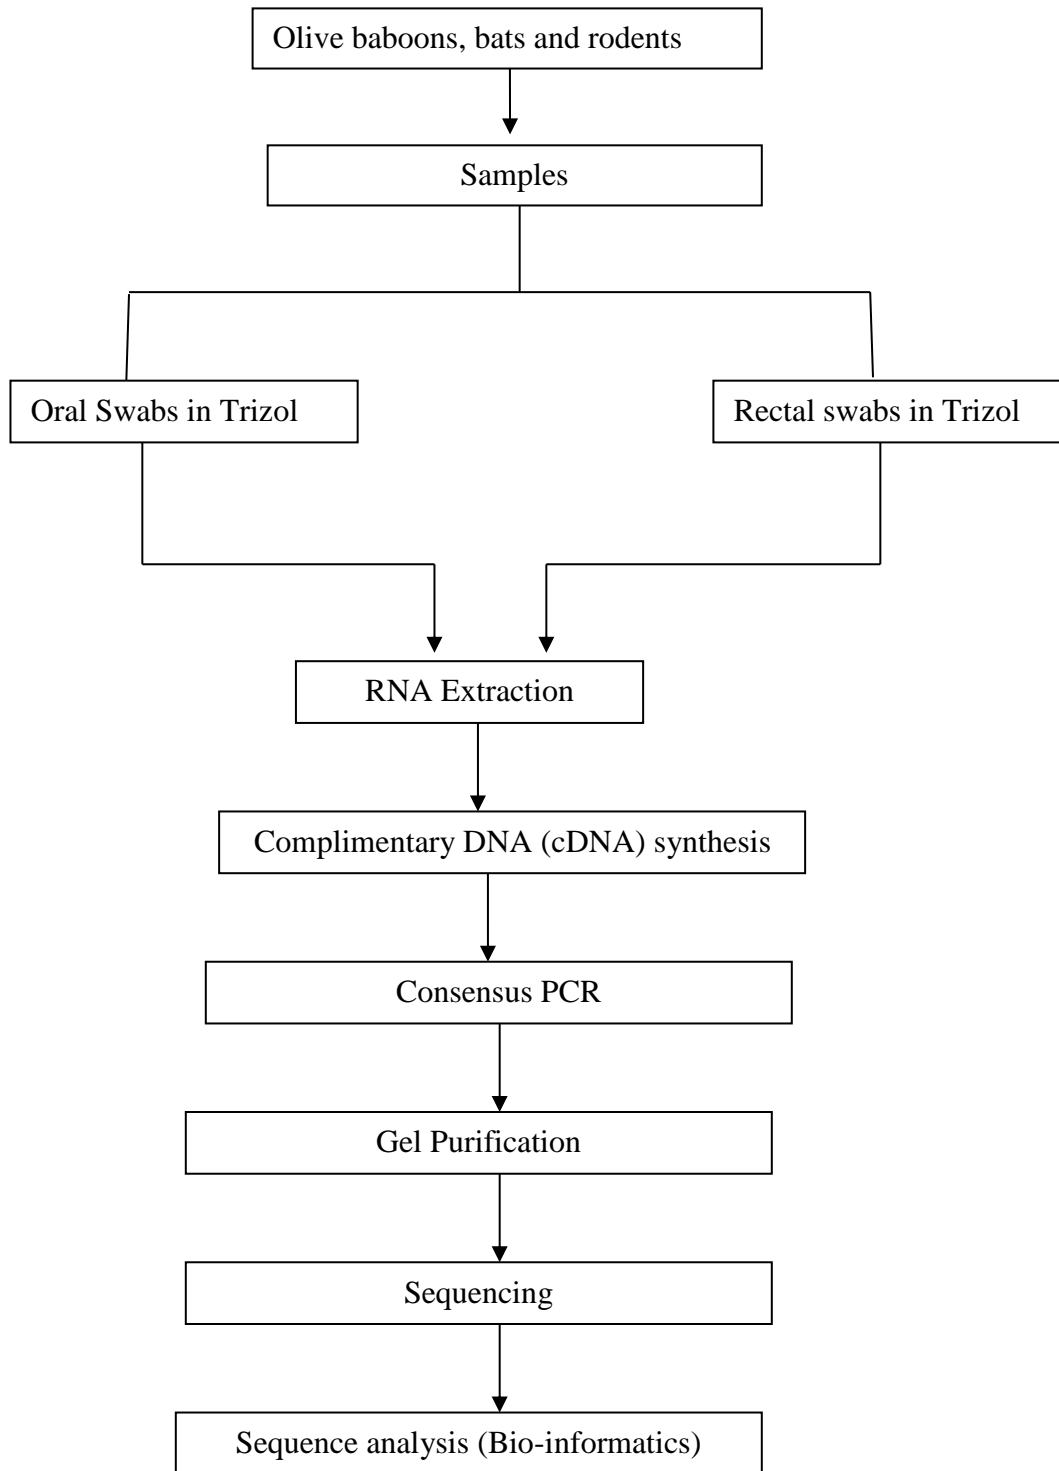 Olive baboons, bats and rodents
Samples
Oral Swabs in Trizol
Rectal swabs in Trizol
RNA Extraction
Complimentary DNA (cDNA) synthesis
Consensus PCR
Gel Purification
Sequencing
Sequence analysis (Bio-informatics)